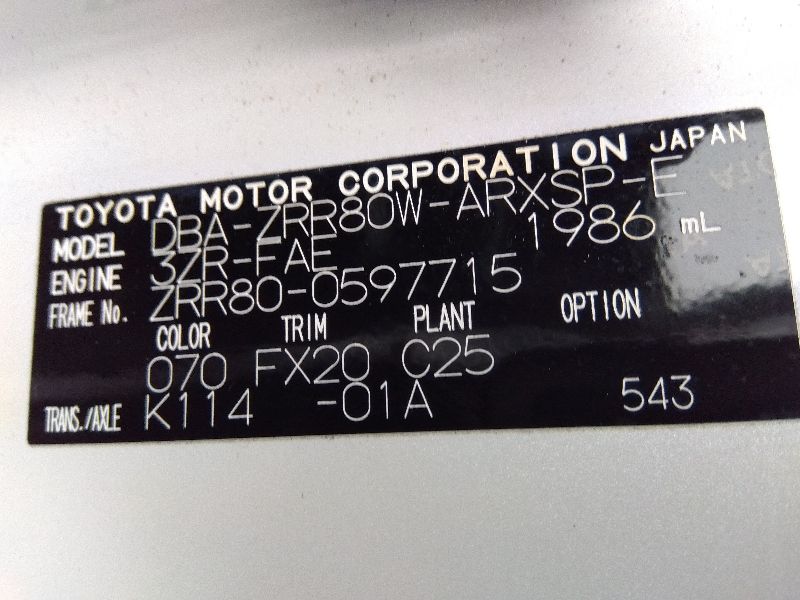 TOYOTA MOTOR CORPORATION JAPAN
MODEL DBA-ZRR80W-ARXSP-E
ENGINE 3ZR-FAE 1986 mL
FRAME No. ZRR80-0597715
COLOR TRIM PLANT OPTION
070 FX20 C25
TRANS./AXLE K114 -01A 543